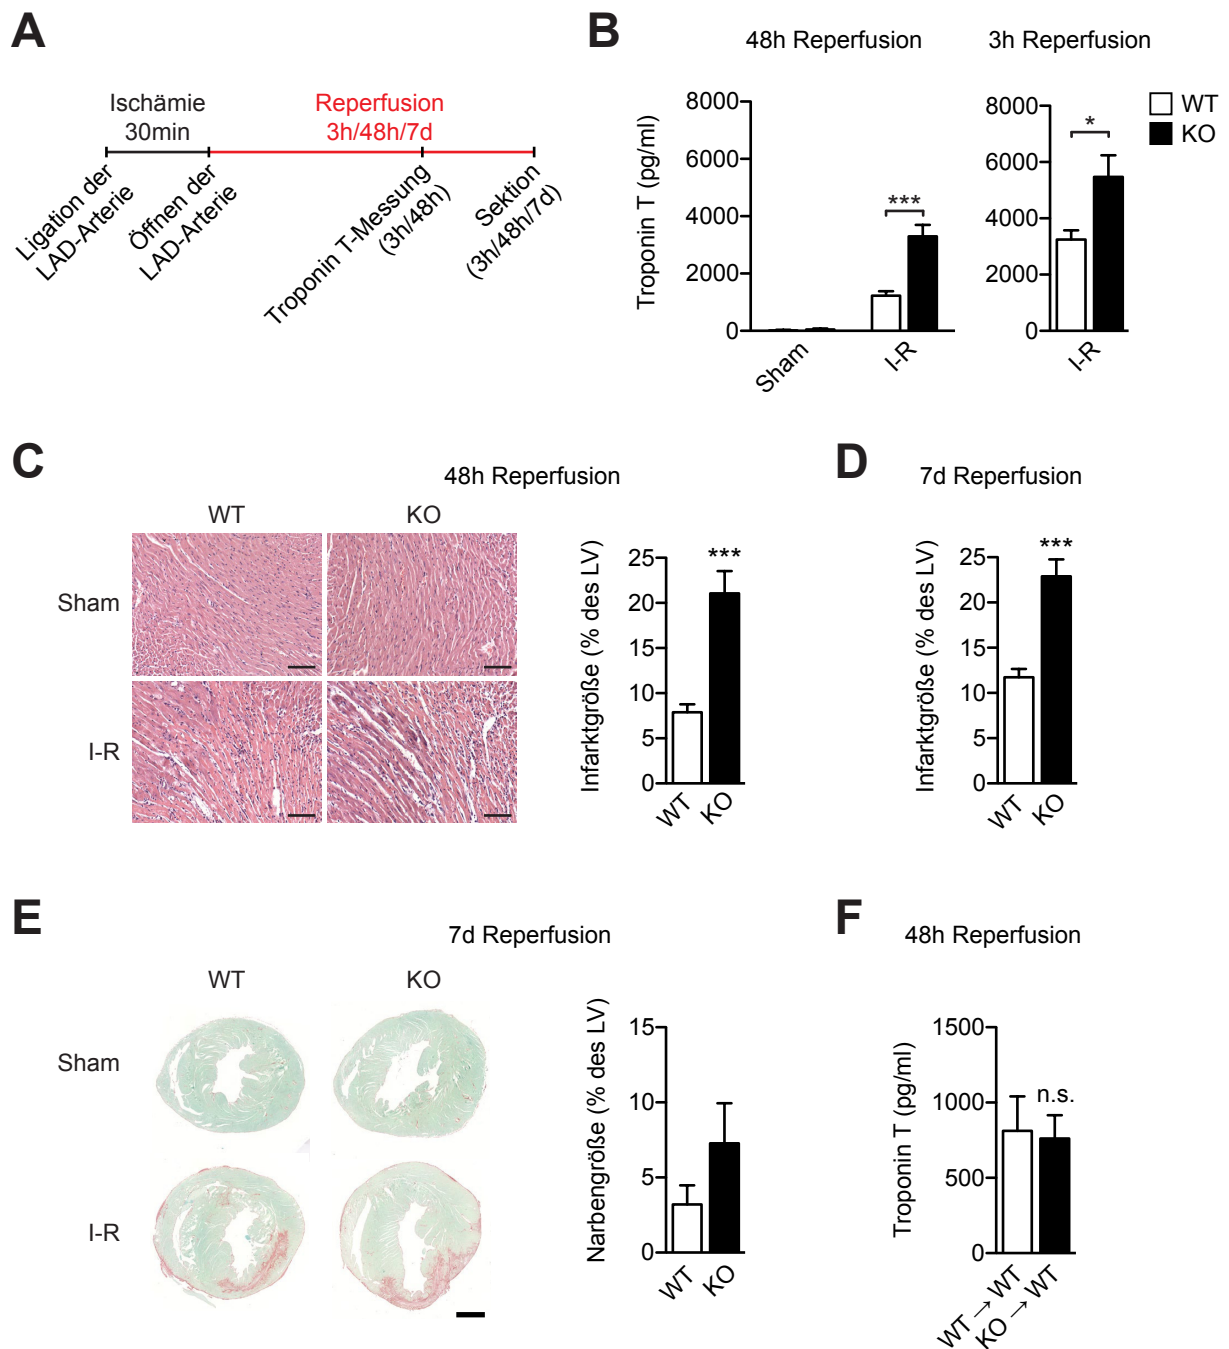 A
Ischämie
30min
Reperfusion
3h/48h/7d
Ligation der
LAD-Arterie
Öffnen der
LAD-Arterie
Troponin T-Messung
(3h/48h)
Sektion
(3h/48h/7d)
B
48h Reperfusion
3h Reperfusion
WT
KO
Troponin T (pg/ml)
8000
6000
4000
2000
0
***
Sham
I-R
8000
6000
4000
2000
0
*
I-R
C
48h Reperfusion
WT
KO
Sham
I-R
Infarktgröße (% des LV)
25
20
15
10
5
0
***
WT
KO
D
7d Reperfusion
Infarktgröße (% des LV)
25
20
15
10
5
0
***
WT
KO
E
7d Reperfusion
WT
KO
Sham
I-R
Narbengröße (% des LV)
15
10
5
0
WT
KO
F
48h Reperfusion
Troponin T (pg/ml)
1500
1000
500
0
n.s.
WT → WT
KO → WT